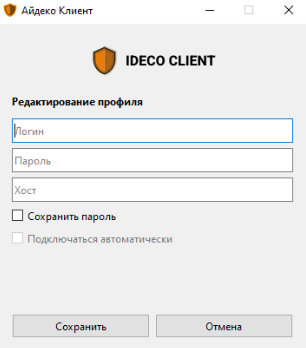 Айдеко Клиент
IDECO CLIENT
Редактирование профиля
Логин
Пароль
Хост
Сохранить пароль
Подключаться автоматически
Сохранить Отмена